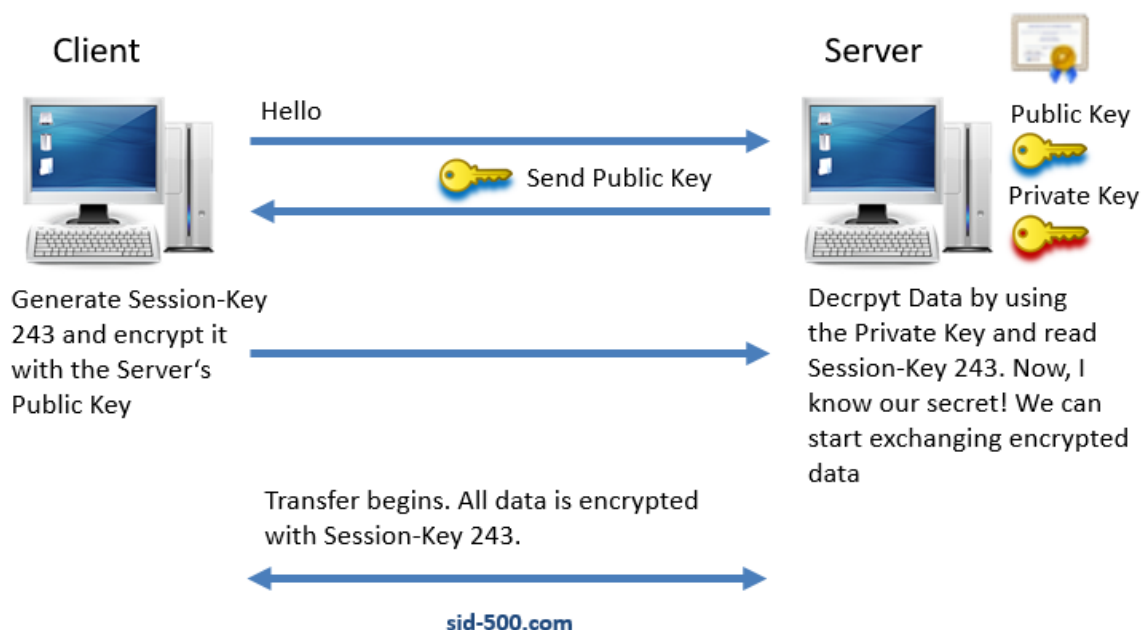 Client
Server
Hello
Public Key
Send Public Key
Private Key
Generate Session-Key
243 and encrypt it
with the Server‘s
Public Key
Decrpyt Data by using
the Private Key and read
Session-Key 243. Now, I
know our secret! We can
start exchanging encrypted
data
Transfer begins. All data is encrypted
with Session-Key 243.
sid-500.com